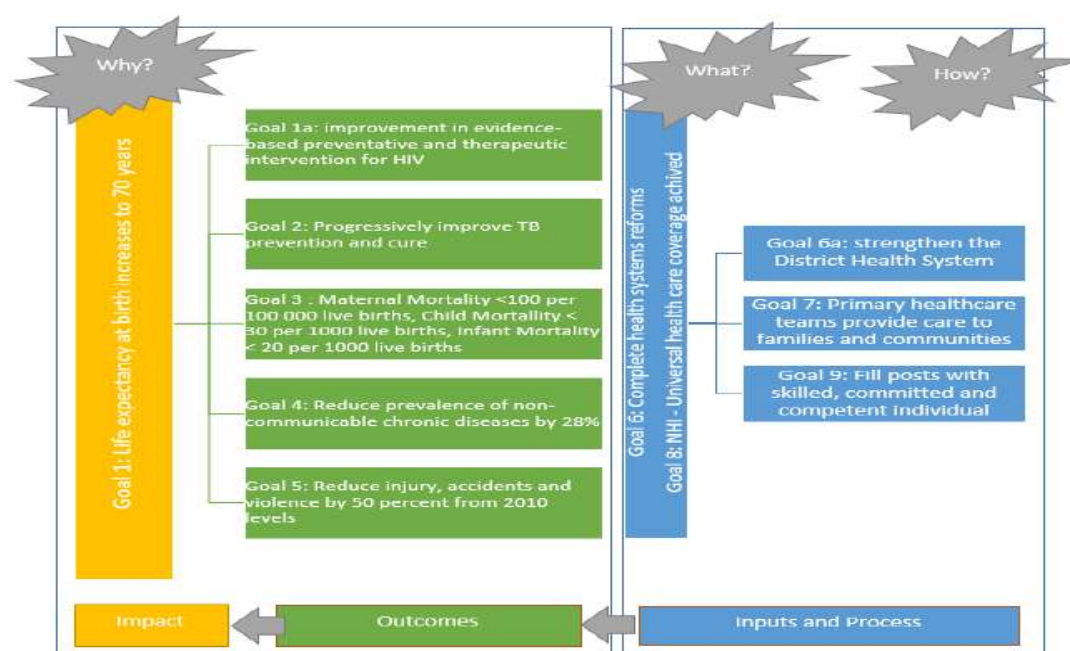 Why?
What?
How?
Goal 1: Life expectancy at birth increases to 70 years
Goal 1a: improvement in evidence-
based preventative and therapeutic
intervention for HIV
Goal 2: Progressively improve TB
prevention and cure
Goal 3 : Maternal Mortality <100 per
100 000 live births, Child Mortallity <
30 per 1000 live births, Infant Mortality
< 20 per 1000 live births
Goal 4: Reduce prevalence of non-
communicable chronic diseases by 28%
Goal 5: Reduce injury, accidents and
violence by 50 percent from 2010
levels
Goal 6: Complete health systems reforms
Goal 8: NHI - Universal health care coverage achived
Goal 6a: strengthen the
District Health System
Goal 7: Primary healthcare
teams provide care to
families and communities
Goal 9: Fill posts with
skilled, committed and
competent individual
Impact
Outcomes
Inputs and Process